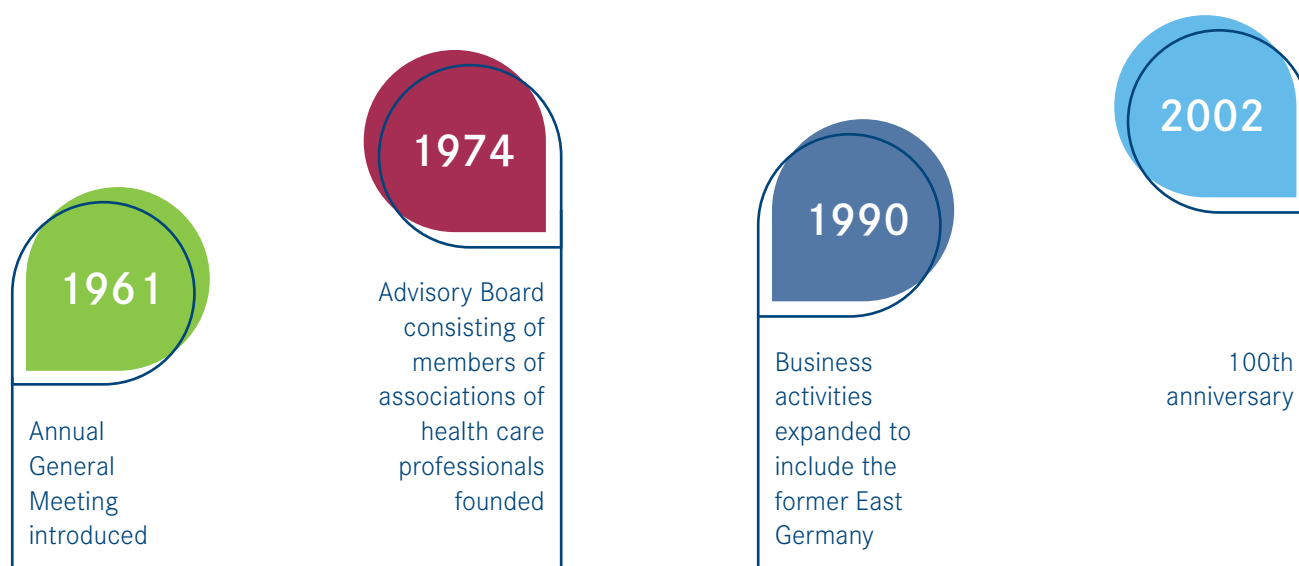 1961
Annual
General
Meeting
introduced
1974
Advisory Board
consisting of
members of
associations of
health care
professionals
founded
1990
Business
activities
expanded to
include the
former East
Germany
2002
100th
anniversary